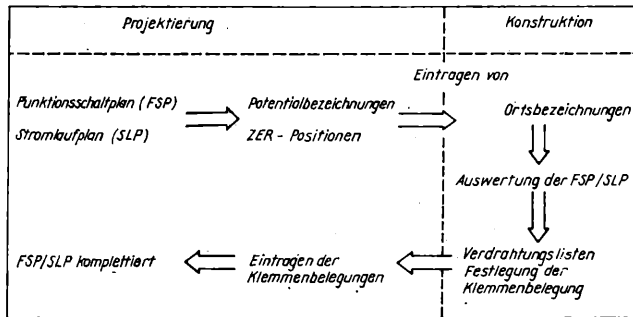 Projektierung
Konstruktion
Eintragen von
Funktionsschaltplan (FSP)
Potentialbezeichnungen
Ortsbezeichnungen
Stromlaufplan (SLP)
ZER - Positionen
Auswertung der FSP/SLP
FSP/SLP komplettiert
Eintragen der
Klemmenbelegungen
Verdrahtungslisten
Festlegung der
Klemmenbelegung